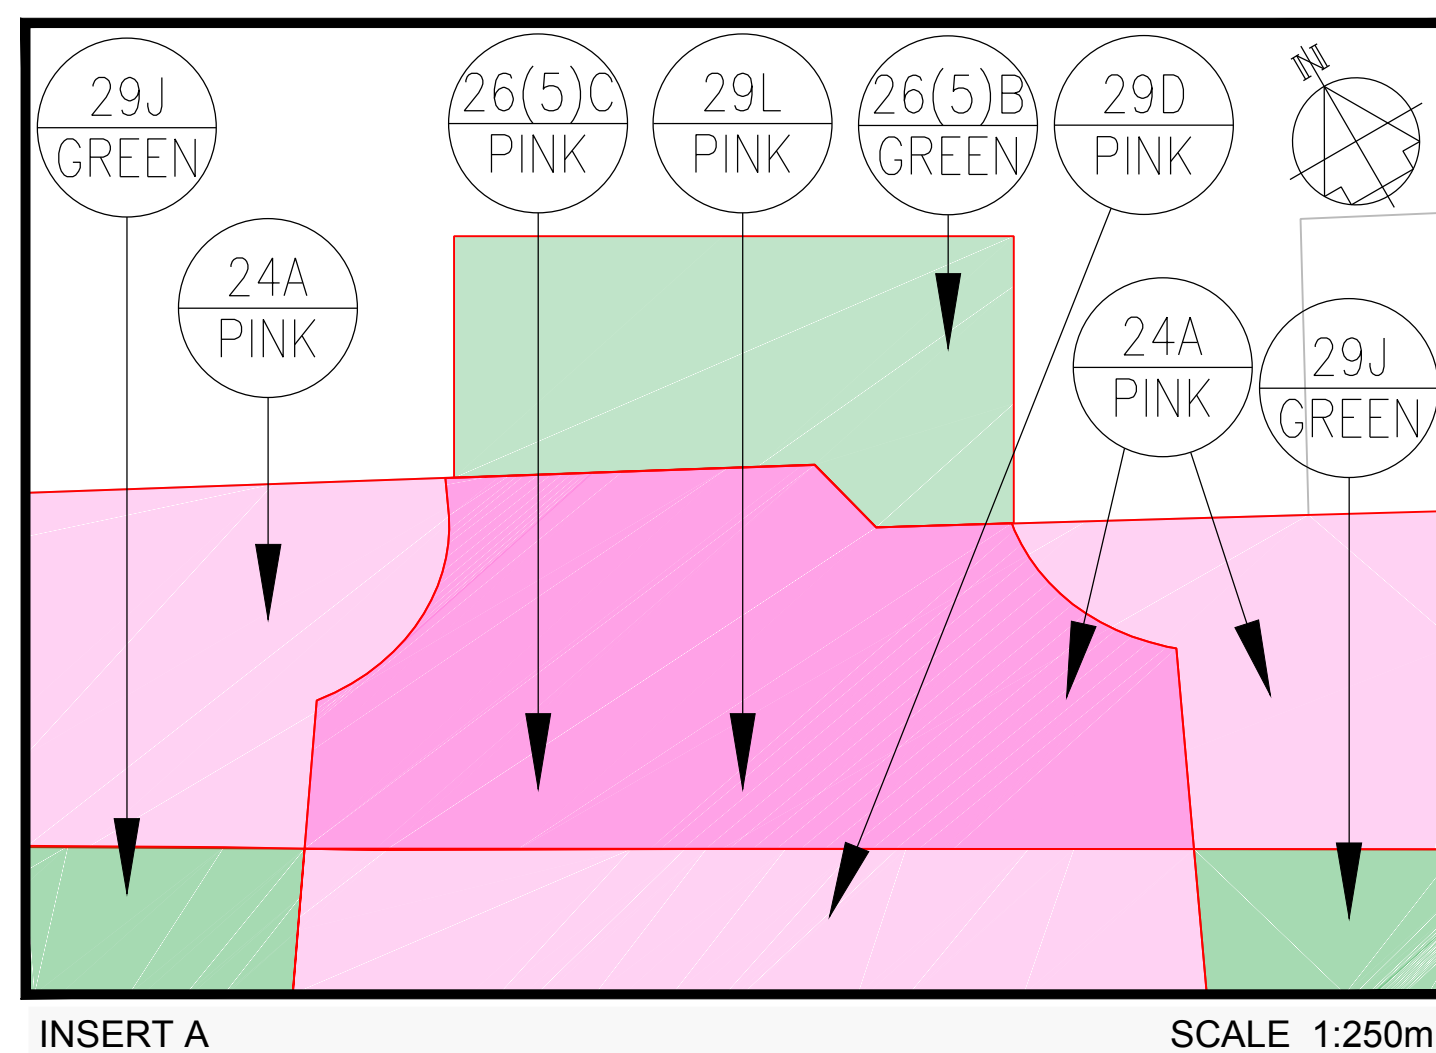 29J
GREEN
26(5)C
PINK
29L
PINK
26(5)B
GREEN
29D
PINK
N
24A
PINK
24A
PINK
29J
GREEN
INSERT A
SCALE 1:250m